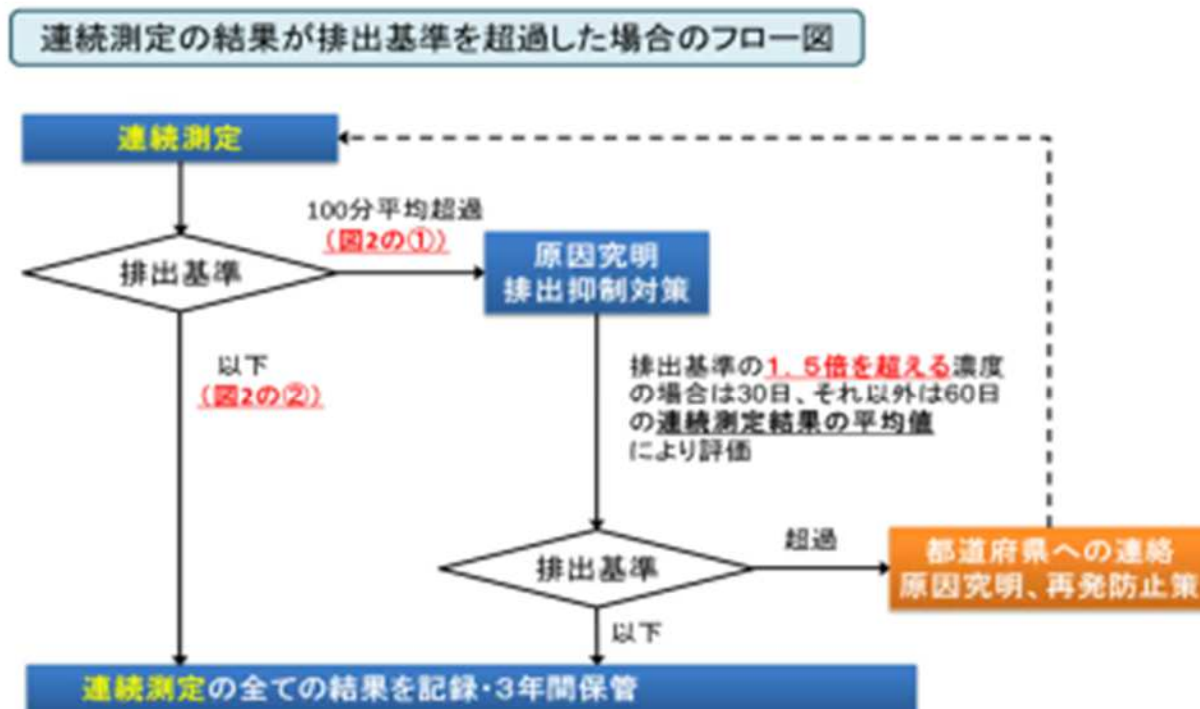 連続測定の結果が排出基準を超過した場合のフロー図
連続測定
100分平均超過
（図2の①）
排出基準
原因究明
排出抑制対策
以下
（図2の②）
排出基準の１．５倍を超える濃度
の場合は30日、それ以外は60日
の連続測定結果の平均値
により評価
排出基準
超過
都道府県への連絡
原因究明、再発防止策
以下
連続測定の全ての結果を記録・３年間保管